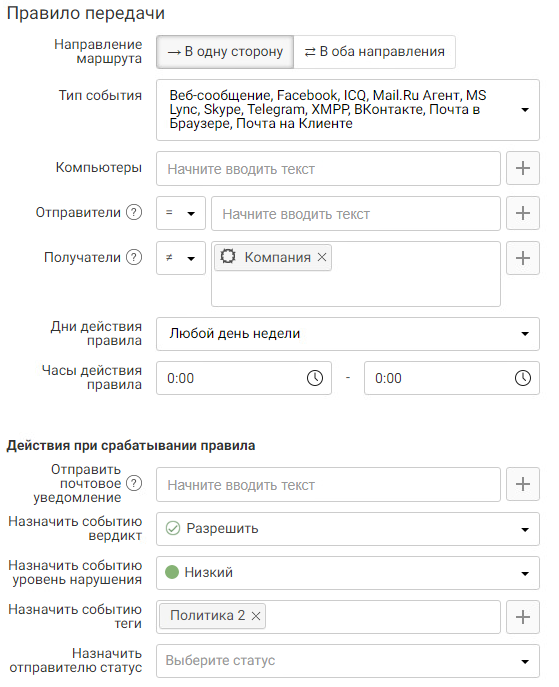 Правило передачи
Направление
маршрута
→ В одну сторону
⇄ В оба направления
Тип события
Веб-сообщение, Facebook, ICQ, Mail.Ru Агент, MS
Lync, Skype, Telegram, XMPP, ВКонтакте, Почта в
Браузере, Почта на Клиенте
Компьютеры
Начните вводить текст
Отправители ?
=
Начните вводить текст
Получатели ?
≠
Компания
Дни действия
правила
Любой день недели
Часы действия
правила
0:00
-
0:00
Действия при срабатывании правила
Отправить
почтовое
уведомление ?
Начните вводить текст
Назначить событию
вердикт
Разрешить
Назначить событию
уровень нарушения
Низкий
Назначить событию
теги
Политика 2
Назначить
отправителю статус
Выберите статус